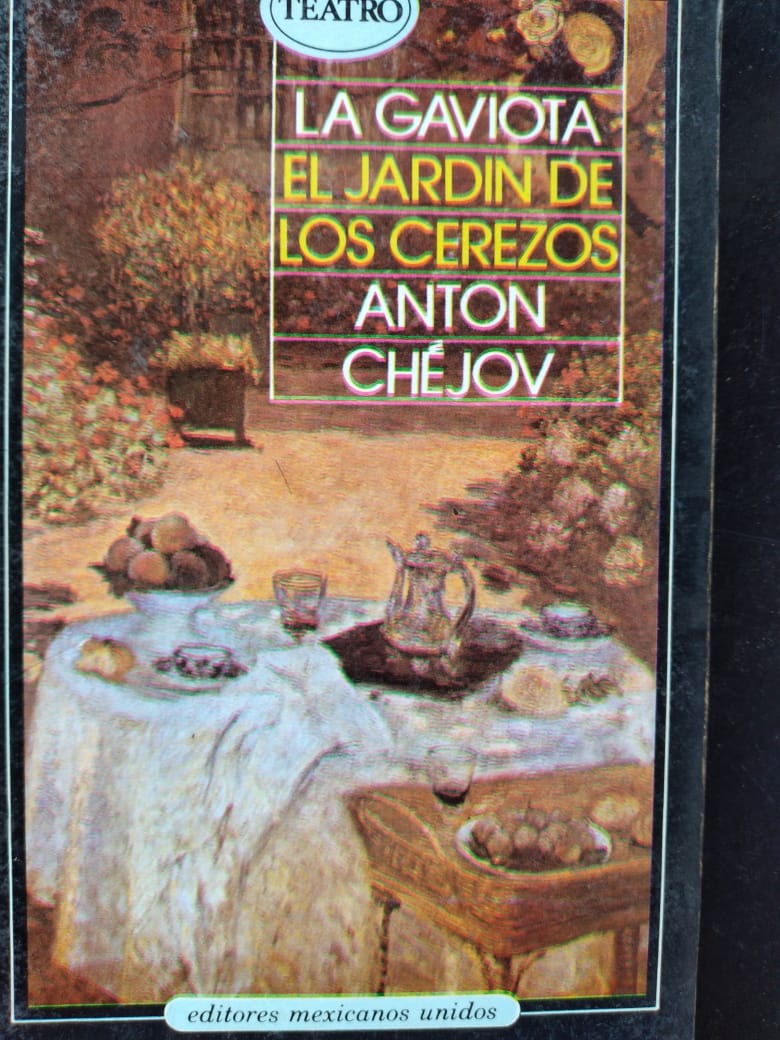 TEATRO
LA GAVIOTA
EL JARDIN DE
LOS CEREZOS
ANTON
CHÉJOV
editores mexicanos unidos